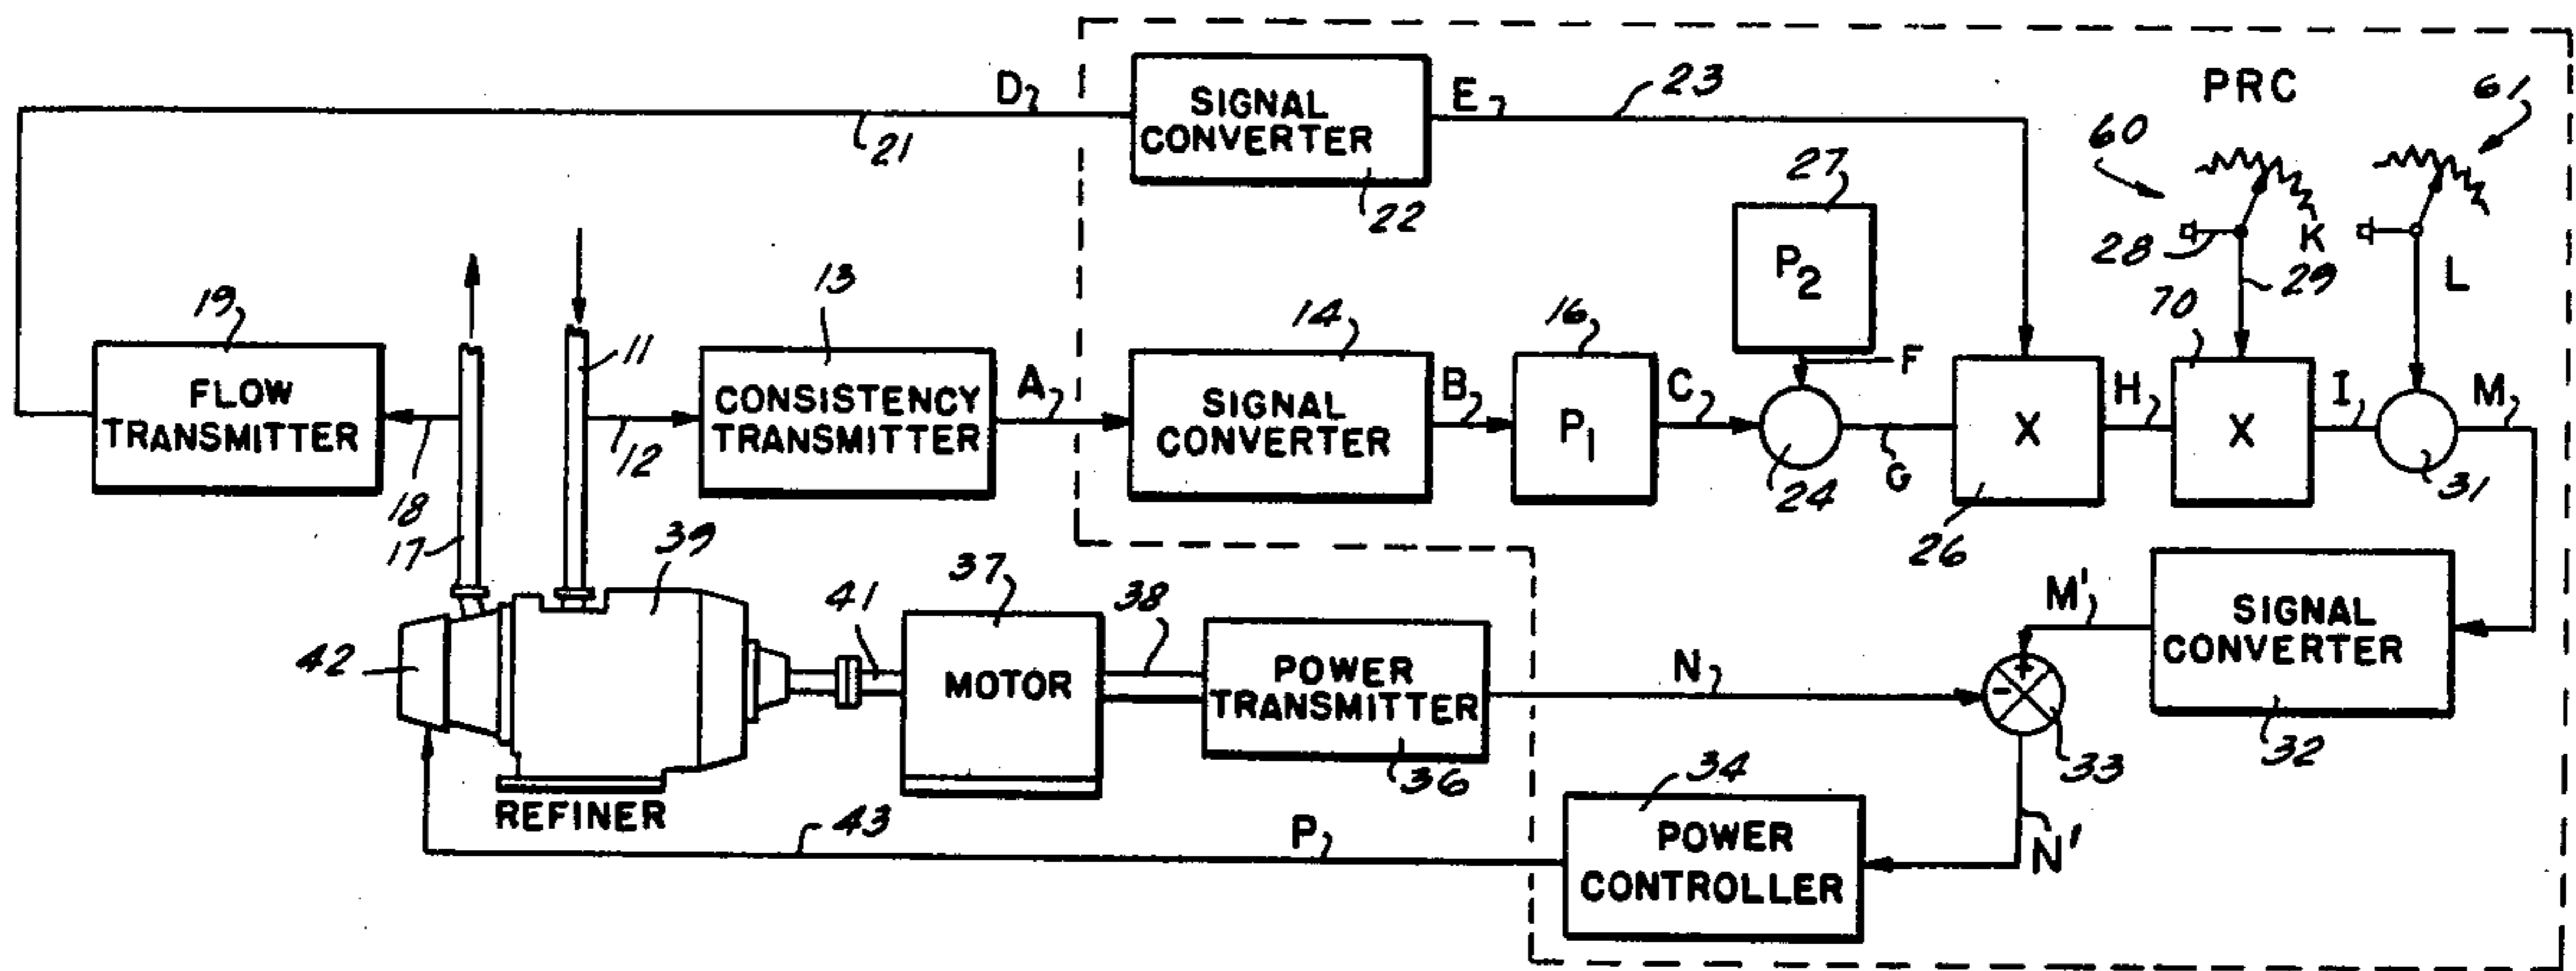 D
SIGNAL
CONVERTER
22
E
23
PRC
60
61
21
27
P2
28
K
29
L
19
FLOW
TRANSMITTER
18
17
11
12
13
CONSISTENCY
TRANSMITTER
A
14
SIGNAL
CONVERTER
B
16
P1
C
F
24
G
X
26
H
70
X
I
31
M
42
39
REFINER
41
37
MOTOR
38
POWER
TRANSMITTER
36
N
M'
33
SIGNAL
CONVERTER
32
43
P
34
POWER
CONTROLLER
N'
+
-